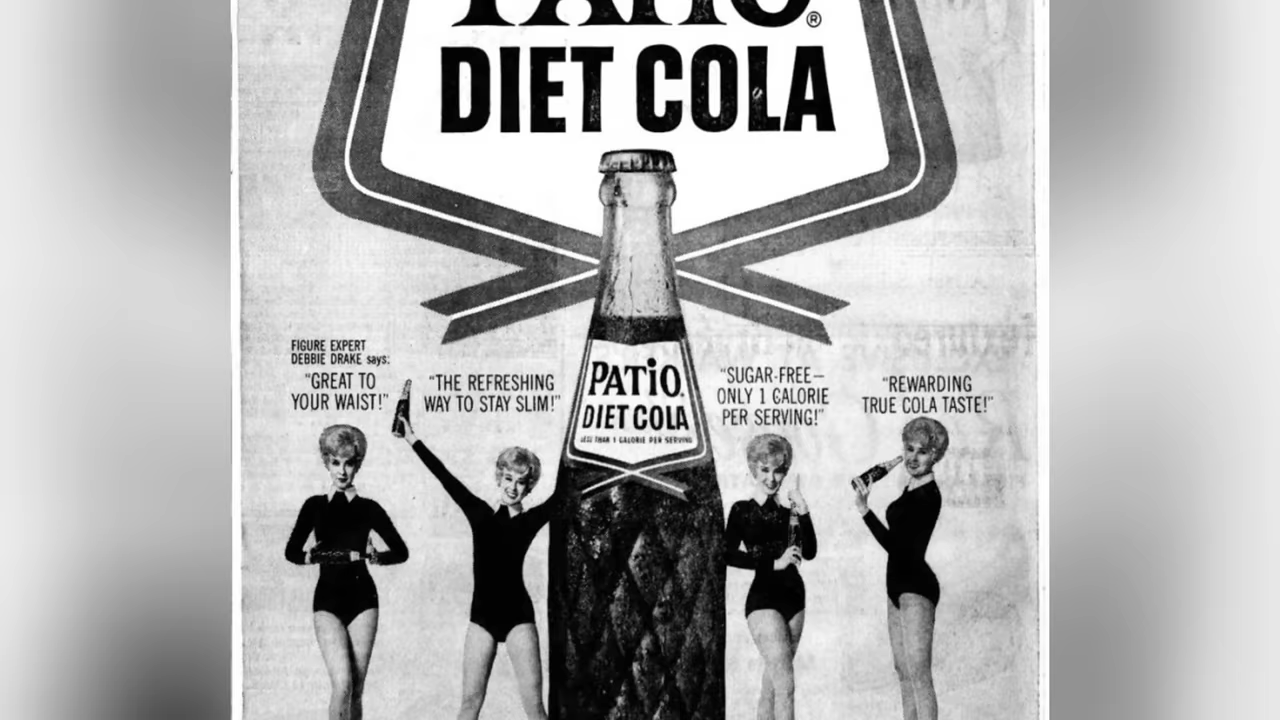 PATIO®
DIET COLA
FIGURE EXPERT
DEBBIE DRAKE says:
"GREAT TO
YOUR WAIST!"
"THE REFRESHING
WAY TO STAY SLIM!"
PATiO®
DIET COLA
LESS THAN 1 CALORIE PER SERVING
"SUGAR-FREE—
ONLY 1 CALORIE
PER SERVING!"
"REWARDING
TRUE COLA TASTE!"